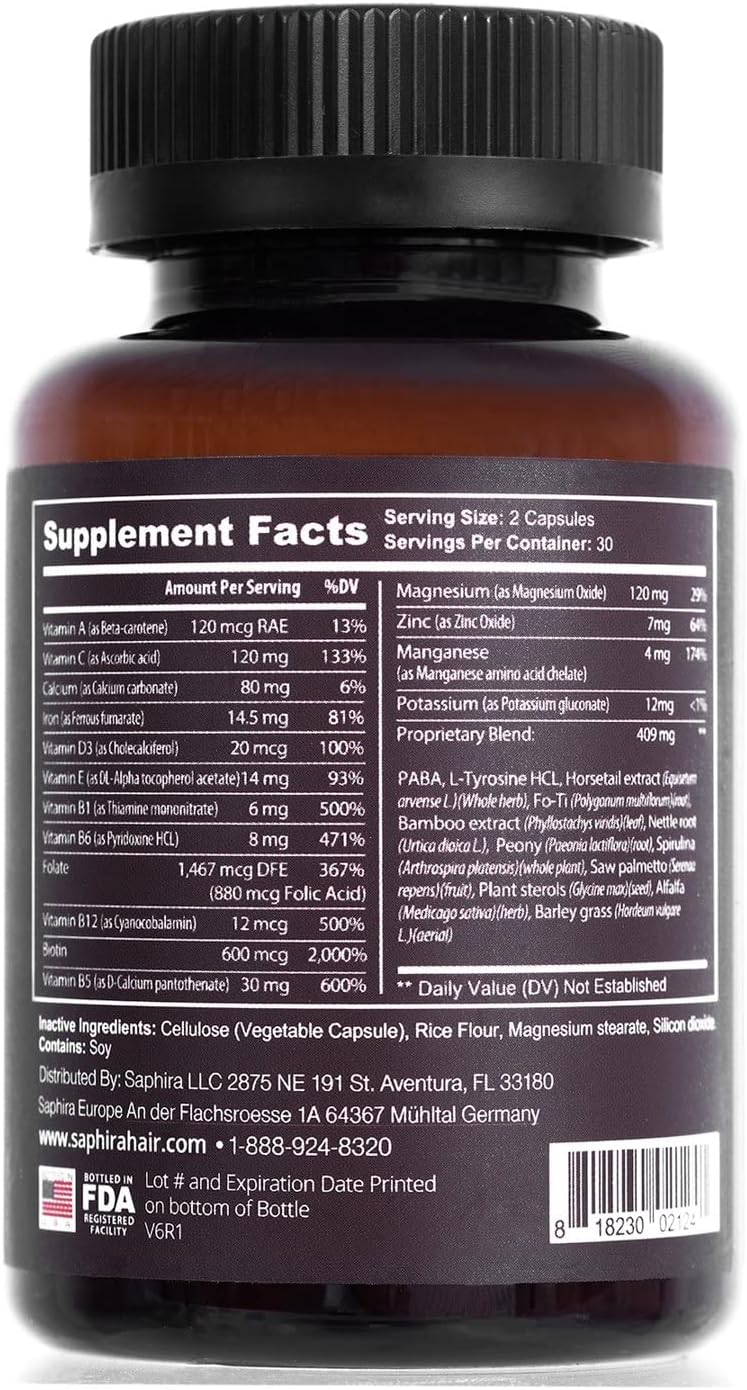 Supplement Facts
Serving Size: 2 Capsules
Servings Per Container: 30
Amount Per Serving %DV
Vitamin A (as Beta-carotene) 120 mcg RAE 13%
Vitamin C (as Ascorbic acid) 120 mg 133%
Calcium (as Calcium carbonate) 80 mg 6%
Iron (as Ferrous fumarate) 14.5 mg 81%
Vitamin D3 (as Cholecalciferol) 20 mcg 100%
Vitamin E (as DL-Alpha tocopherol acetate) 14 mg 93%
Vitamin B1 (as Thiamine mononitrate) 6 mg 500%
Vitamin B6 (as Pyridoxine HCL) 8 mg 471%
Folate 1,467 mcg DFE 367%
(880 mcg Folic Acid)
Vitamin B12 (as Cyanocobalamin) 12 mcg 500%
Biotin 600 mcg 2,000%
Vitamin B5 (as D-Calcium pantothenate) 30 mg 600%
Magnesium (as Magnesium Oxide) 120 mg 29%
Zinc (as Zinc Oxide) 7mg 64%
Manganese 4 mg 174%
(as Manganese amino acid chelate)
Potassium (as Potassium gluconate) 12mg <1%
Proprietary Blend: 409 mg **
PABA, L-Tyrosine HCL, Horsetail extract (Equisetum
arvense L.)(Whole herb), Fo-Ti (Polygonum multiflorum)(root),
Bamboo extract (Phyllostachys viridis)(leaf), Nettle root
(Urtica dioica L.), Peony (Paeonia lactiflora)(root), Spirulina
(Arthrospira platensis)(whole plant), Saw palmetto (Serenoa
repens)(fruit), Plant sterols (Glycine max)(seed), Alfalfa
(Medicago sativa)(herb), Barley grass (Hordeum vulgare
L.)(aerial)
** Daily Value (DV) Not Established
Inactive Ingredients: Cellulose (Vegetable Capsule), Rice Flour, Magnesium stearate, Silicon dioxide.
Contains: Soy
Distributed By: Saphira LLC 2875 NE 191 St. Aventura, FL 33180
Saphira Europe An der Flachsroesse 1A 64367 Mühltal Germany
www.saphirahair.com • 1-888-924-8320
BOTTLED IN
FDA
REGISTERED
FACILITY
Lot # and Expiration Date Printed
on bottom of Bottle
V6R1
8 18230 02124